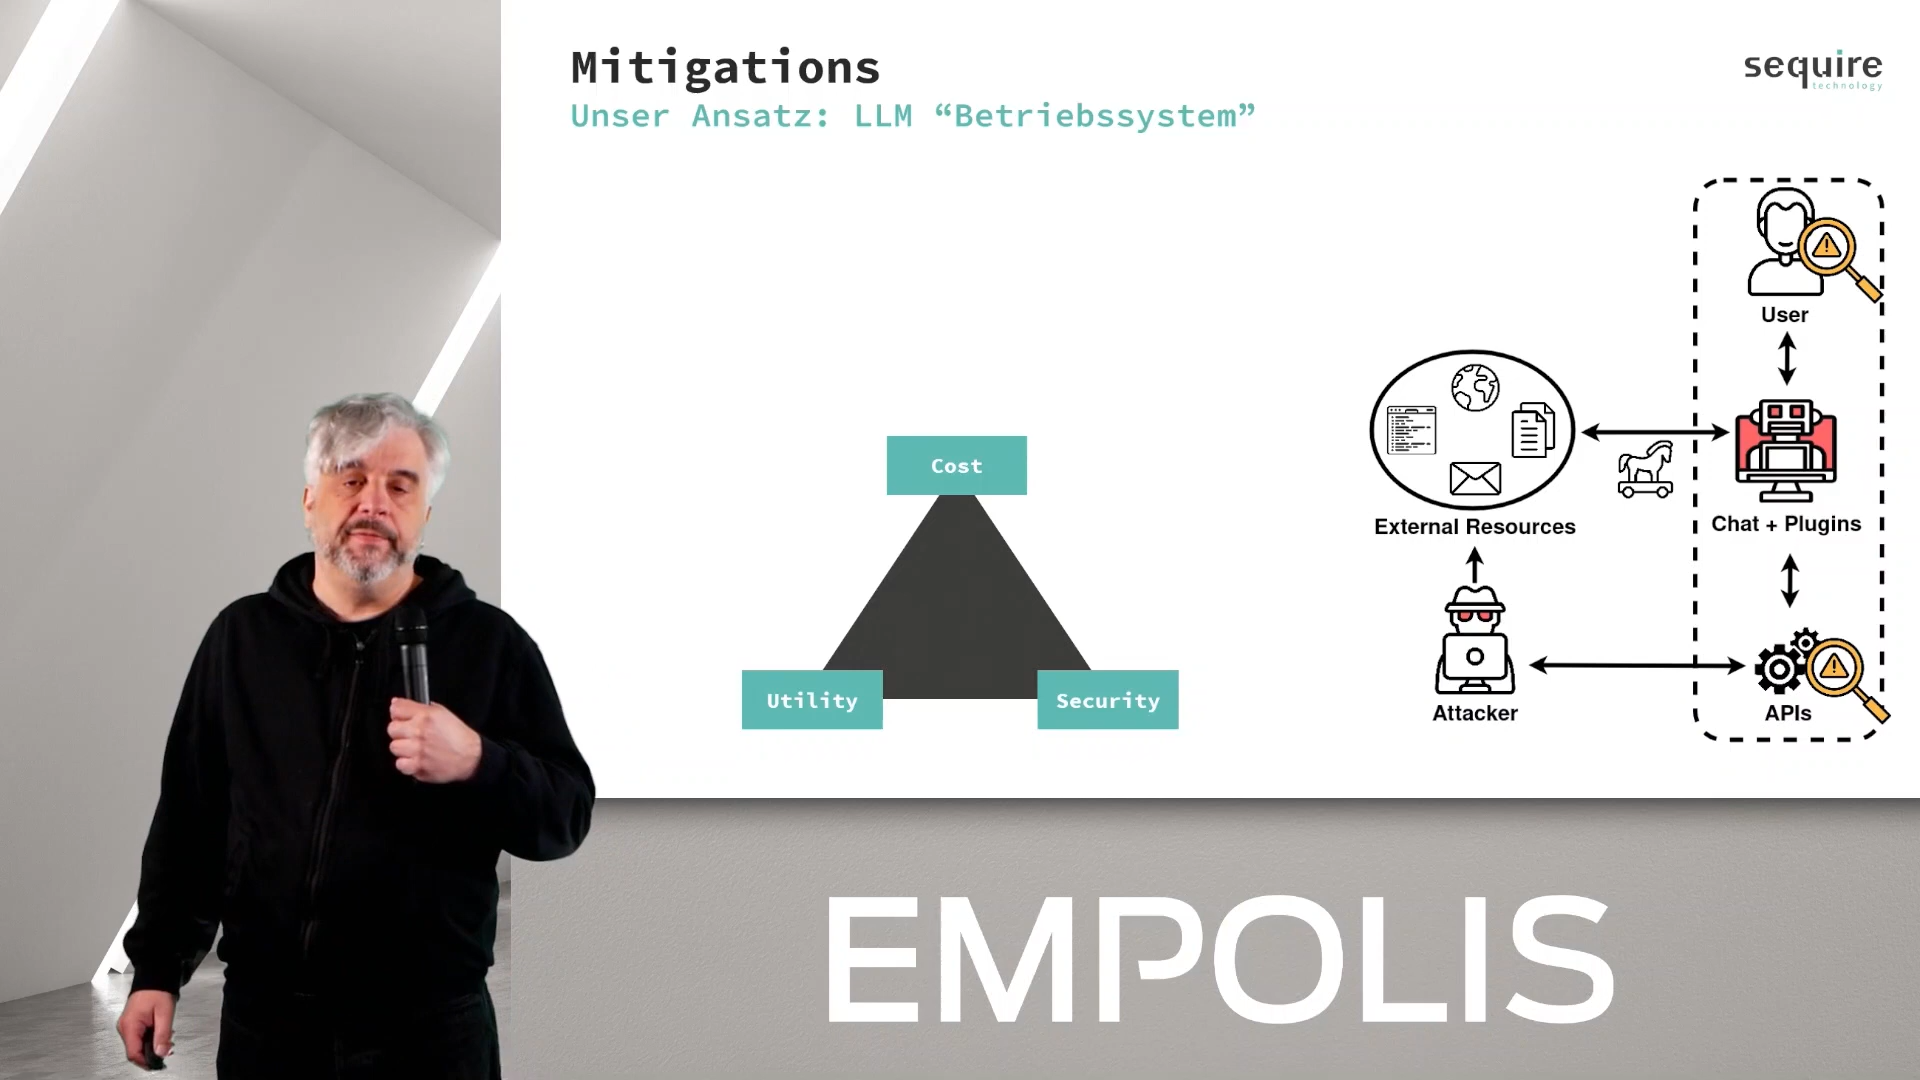 Mitigations
Unser Ansatz: LLM “Betriebssystem”
sequire
technology
Cost
Utility
Security
User
External Resources
Chat + Plugins
Attacker
APIs
EMPOLIS